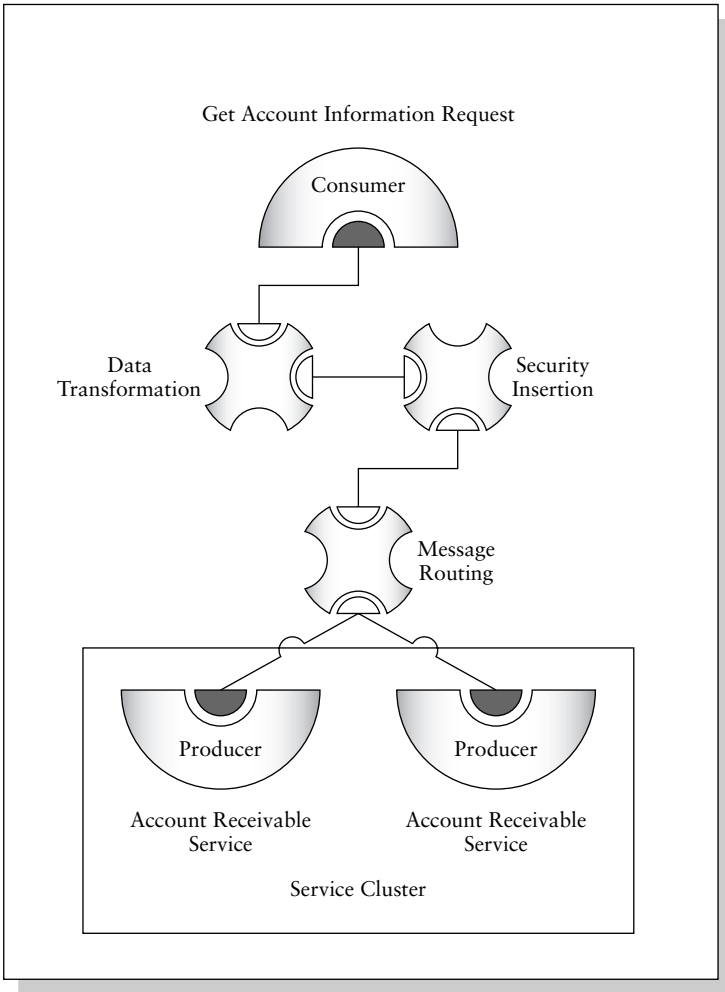 Get Account Information Request
Consumer
Data
Transformation
Security
Insertion
Message
Routing
Producer
Producer
Account Receivable
Service
Account Receivable
Service
Service Cluster